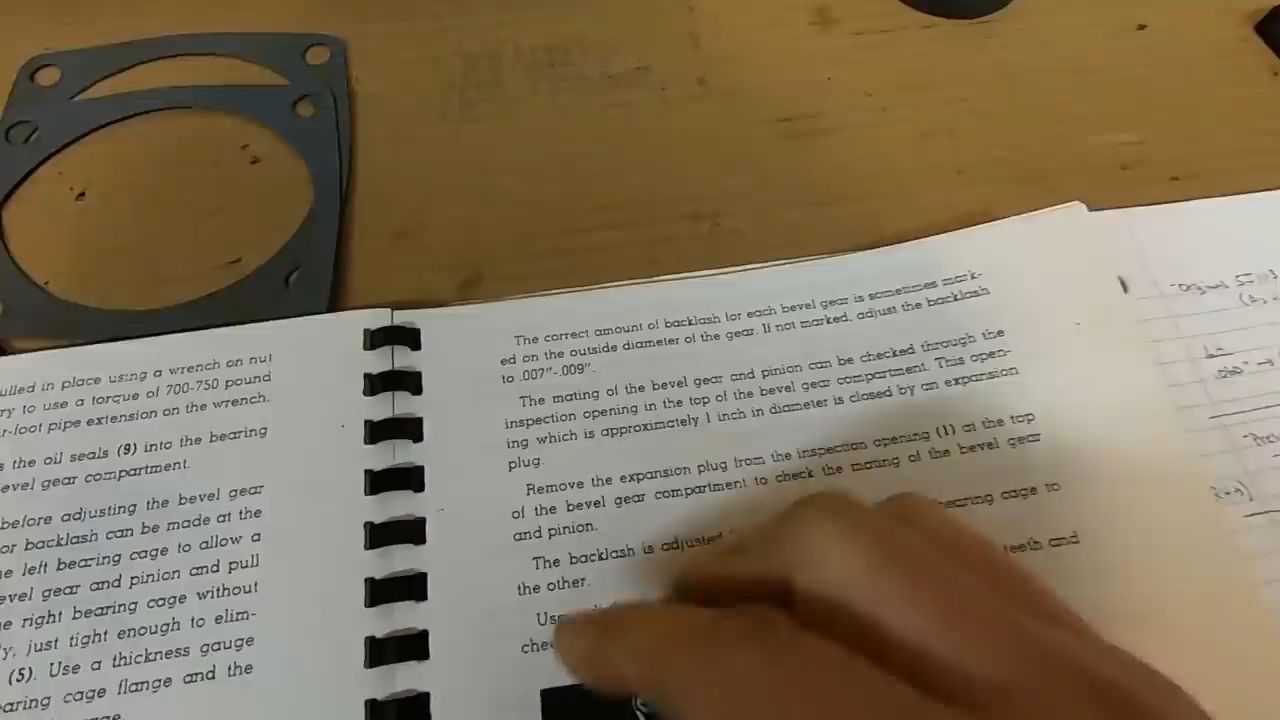 ulled in place using a wrench on nut
ry to use a torque of 700-750 pound
r-foot pipe extension on the wrench.
s the oil seals (9) into the bearing
evel gear compartment.
before adjusting the bevel gear
or backlash can be made at the
he left bearing cage to allow a
evel gear and pinion and pull
e right bearing cage without
y, just tight enough to elim-
(5). Use a thickness gauge
earing cage flange and the
The correct amount of backlash for each bevel gear is sometimes mark-
ed on the outside diameter of the gear. If not marked, adjust the backlash
to .007"-.009".
The mating of the bevel gear and pinion can be checked through the
inspection opening in the top of the bevel gear compartment. This open-
ing which is approximately 1 inch in diameter is closed by an expansion
plug.
Remove the expansion plug from the inspection opening (1) at the top
of the bevel gear compartment to check the mating of the bevel gear
and pinion.
The backlash is adjusted bearing cage to
the other.
teeth and